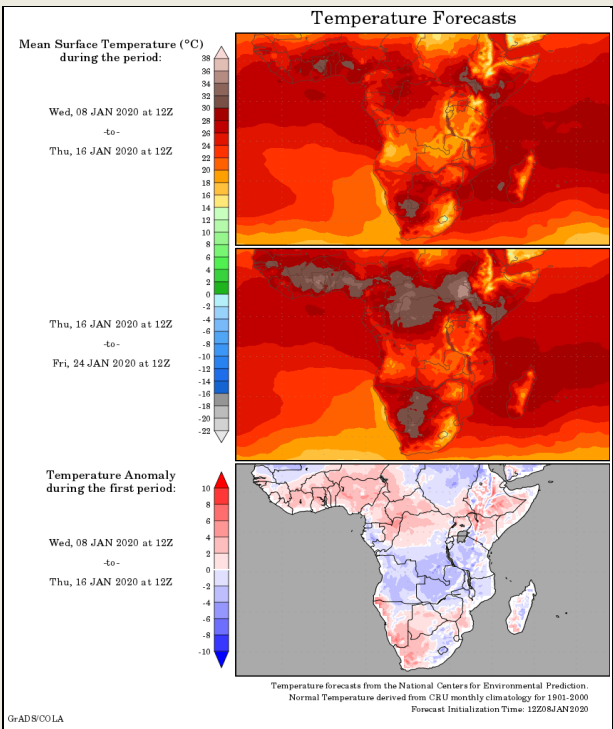 Temperature Forecasts
Mean Surface Temperature (°C)
during the period:
Wed, 08 JAN 2020 at 12Z
-to-
Thu, 16 JAN 2020 at 12Z
38
36
34
32
30
28
26
24
22
20
18
16
14
12
10
8
6
4
2
0
-2
-4
-6
-8
-10
-12
-14
-16
-18
-20
-22
Thu, 16 JAN 2020 at 12Z
-to-
Fri, 24 JAN 2020 at 12Z
Temperature Anomaly
during the first period:
Wed, 08 JAN 2020 at 12Z
-to-
Thu, 16 JAN 2020 at 12Z
10
8
6
4
2
0
-2
-4
-6
-8
-10
Temperature forecasts from the National Centers for Environmental Prediction.
Normal Temperature derived from CRU monthly climatology for 1901-2000
Forecast Initialization Time: 12Z08JAN2020
GrADS/COLA